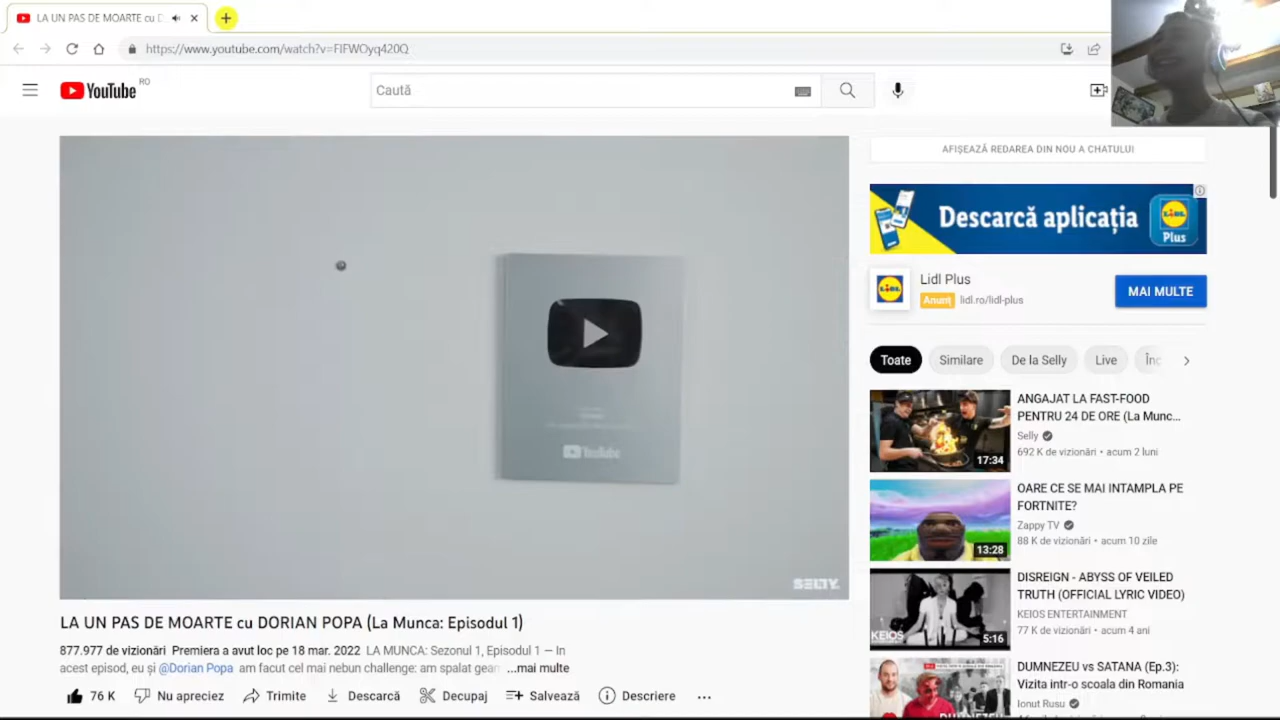 LA UN PAS DE MOARTE cu D
https://www.youtube.com/watch?v=FIFWOyq420Q
YouTube RO
Caută
YouTube
SELLY.
LA UN PAS DE MOARTE cu DORIAN POPA (La Munca: Episodul 1)
877.977 de vizionări Premiera a avut loc pe 18 mar. 2022 LA MUNCA: Sezonul 1, Episodul 1 — In
acest episod, eu și @Dorian Popa am facut cel mai nebun challenge: am spalat gean ...mai multe
76 K Nu apreciez Trimite Descarcă Decupaj Salvează Descriere
AFIȘEAZĂ REDAREA DIN NOU A CHATULUI
Descarcă aplicația
LIDL
Plus
Lidl Plus
Anunț lidl.ro/lidl-plus
MAI MULTE
Toate Similare De la Selly Live Înc
ANGAJAT LA FAST-FOOD
PENTRU 24 DE ORE (La Munc...
Selly
692 K de vizionări • acum 2 luni
17:34
OARE CE SE MAI INTAMPLA PE
FORTNITE?
Zappy TV
88 K de vizionări • acum 10 zile
13:28
DISREIGN - ABYSS OF VEILED
TRUTH (OFFICIAL LYRIC VIDEO)
KEIOS ENTERTAINMENT
77 K de vizionări • acum 4 ani
KEIOS
5:16
DUMNEZEU vs SATANA (Ep.3):
Vizita intr-o scoala din Romania
Ionut Rusu